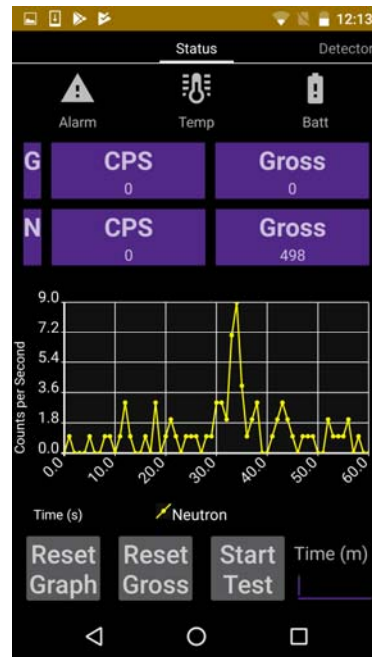 12:13
Status Detector
Alarm Temp Batt
G CPS Gross
0 0
N CPS Gross
0 498
9.0
7.2
5.4
3.6
1.8
0.0
Counts per Second
0.0 10.0 20.0 30.0 40.0 50.0 60.0
Time (s) Neutron
Reset Reset Start Time (m)
Graph Gross Test